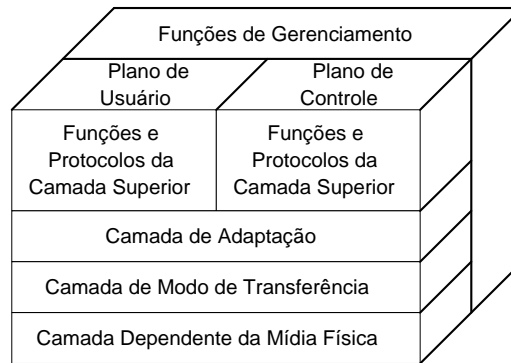 Funções de Gerenciamento
Plano de
Usuário
Plano de
Controle
Funções e
Protocolos da
Camada Superior
Funções e
Protocolos da
Camada Superior
Camada de Adaptação
Camada de Modo de Transferência
Camada Dependente da Mídia Física